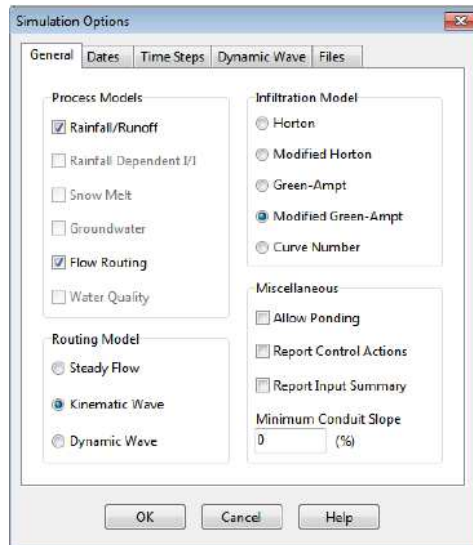 Simulation Options
General Dates Time Steps Dynamic Wave Files
Process Models
Rainfall/Runoff
Rainfall Dependent I/I
Snow Melt
Groundwater
Flow Routing
Water Quality
Routing Model
Steady Flow
Kinematic Wave
Dynamic Wave
Infiltration Model
Horton
Modified Horton
Green-Ampt
Modified Green-Ampt
Curve Number
Miscellaneous
Allow Ponding
Report Control Actions
Report Input Summary
Minimum Conduit Slope
0 (%)
OK Cancel Help